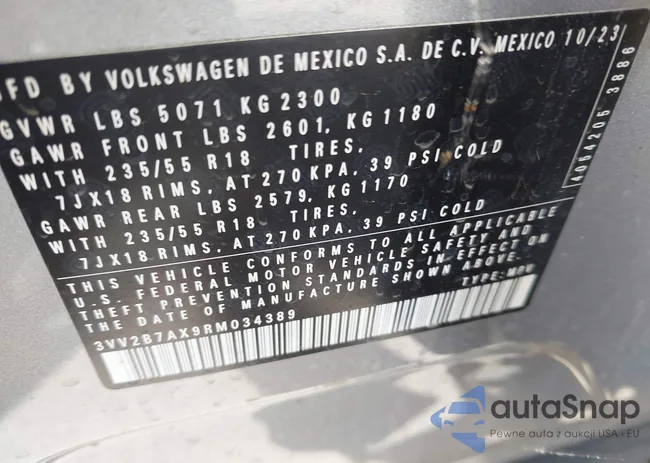 MFD BY VOLKSWAGEN DE MEXICO S.A. DE C.V. MEXICO 10/23
GVWR LBS 5071 KG 2300
GAWR FRONT LBS 2601, KG 1180
WITH 235/55 R18 TIRES,
7JX18 RIMS, AT 270 KPA, 39 PSI COLD
GAWR REAR LBS 2579, KG 1170
WITH 235/55 R18 TIRES,
7JX18 RIMS, AT 270 KPA, 39 PSI COLD
THIS VEHICLE CONFORMS TO ALL APPLICABLE
U.S. FEDERAL MOTOR VEHICLE SAFETY AND
THEFT PREVENTION STANDARDS IN EFFECT ON
THE DATE OF MANUFACTURE SHOWN ABOVE.
TYPE: MPV
3VV2B7AX9RM034389
3886
autaSnap
Pewne auta z aukcji USA i EU